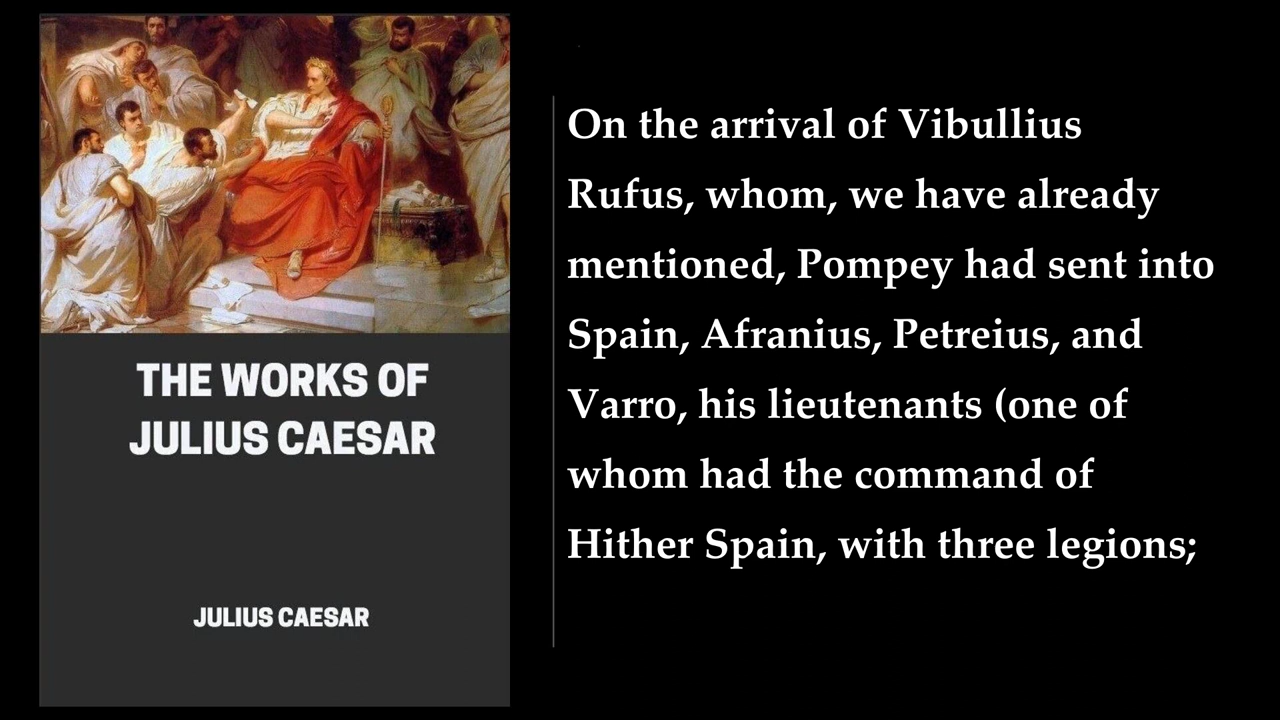 THE WORKS OF
JULIUS CAESAR
JULIUS CAESAR
On the arrival of Vibullius
Rufus, whom, we have already
mentioned, Pompey had sent into
Spain, Afranius, Petreius, and
Varro, his lieutenants (one of
whom had the command of
Hither Spain, with three legions;